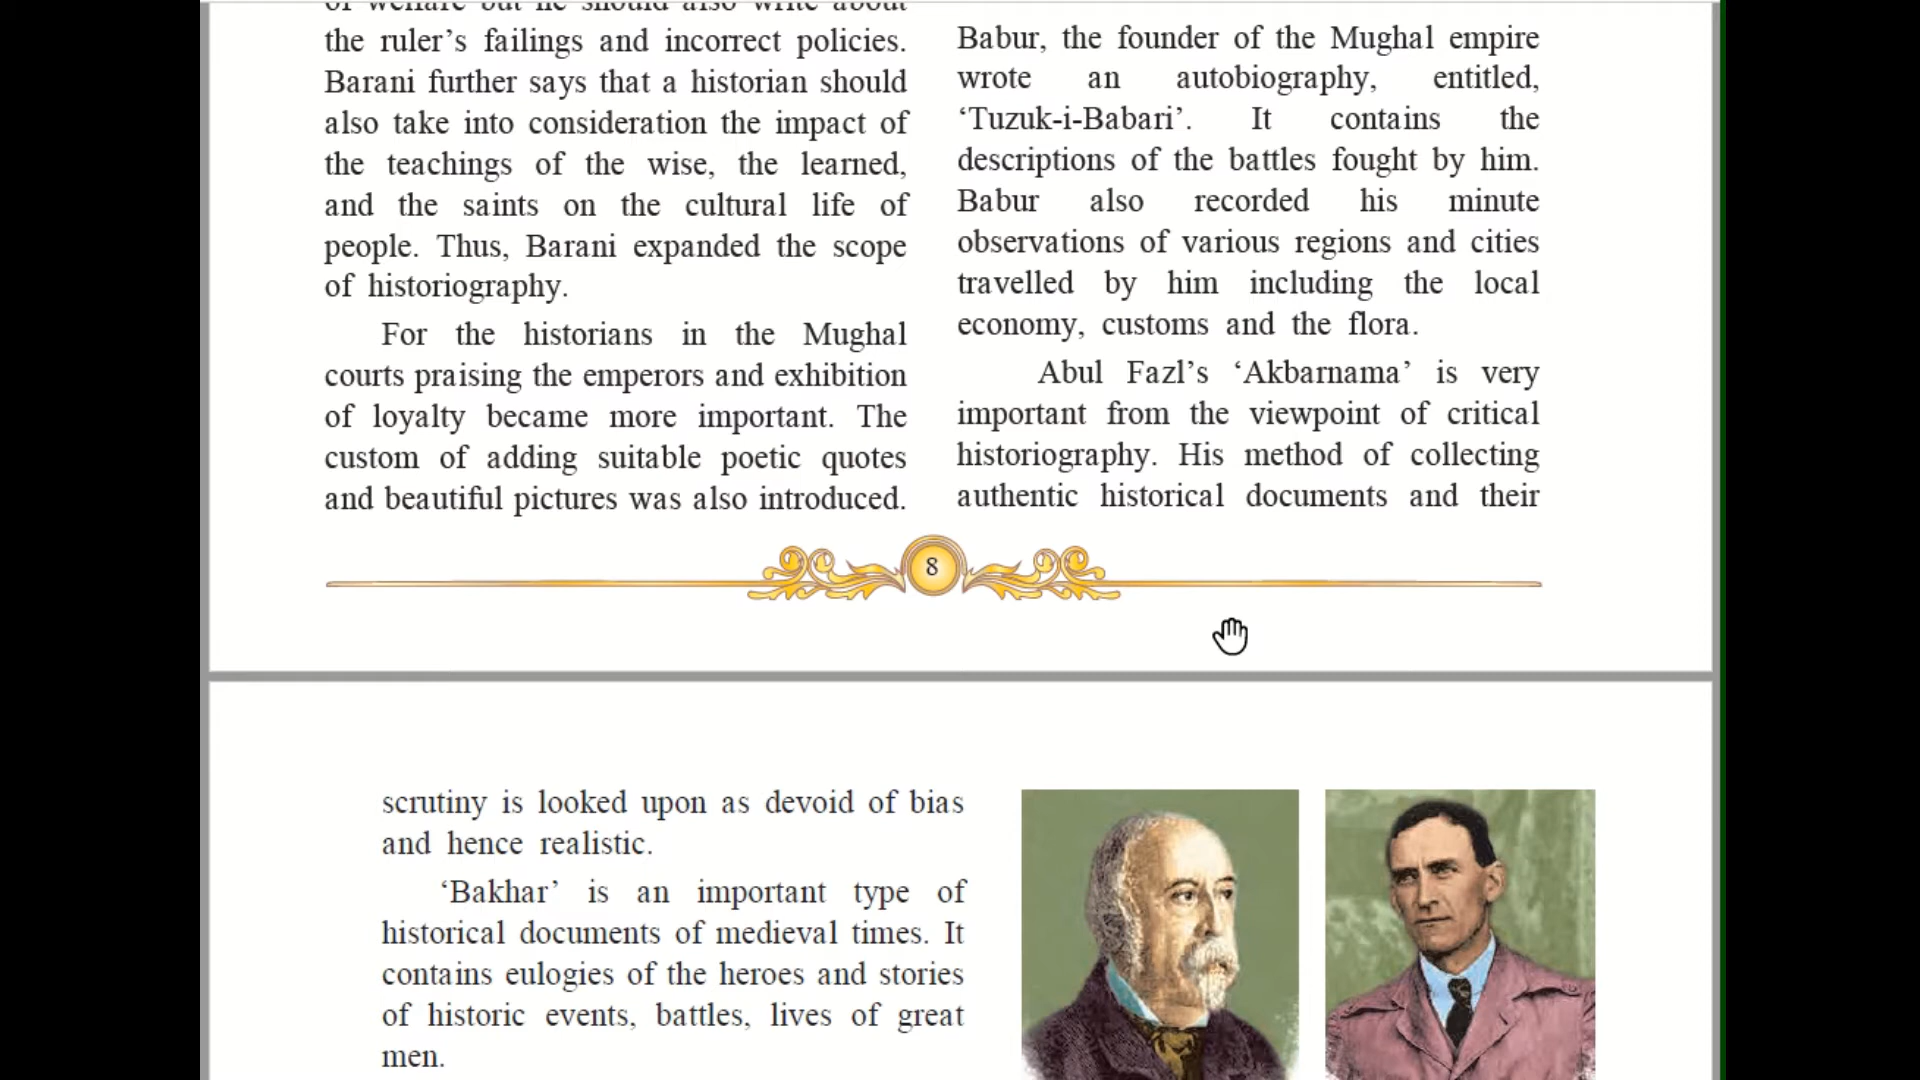 of welfare but he should also write about
the ruler’s failings and incorrect policies.
Barani further says that a historian should
also take into consideration the impact of
the teachings of the wise, the learned,
and the saints on the cultural life of
people. Thus, Barani expanded the scope
of historiography.
For the historians in the Mughal
courts praising the emperors and exhibition
of loyalty became more important. The
custom of adding suitable poetic quotes
and beautiful pictures was also introduced.
Babur, the founder of the Mughal empire
wrote an autobiography, entitled,
‘Tuzuk-i-Babari’. It contains the
descriptions of the battles fought by him.
Babur also recorded his minute
observations of various regions and cities
travelled by him including the local
economy, customs and the flora.
Abul Fazl’s ‘Akbarnama’ is very
important from the viewpoint of critical
historiography. His method of collecting
authentic historical documents and their
8
scrutiny is looked upon as devoid of bias
and hence realistic.
‘Bakhar’ is an important type of
historical documents of medieval times. It
contains eulogies of the heroes and stories
of historic events, battles, lives of great
men.